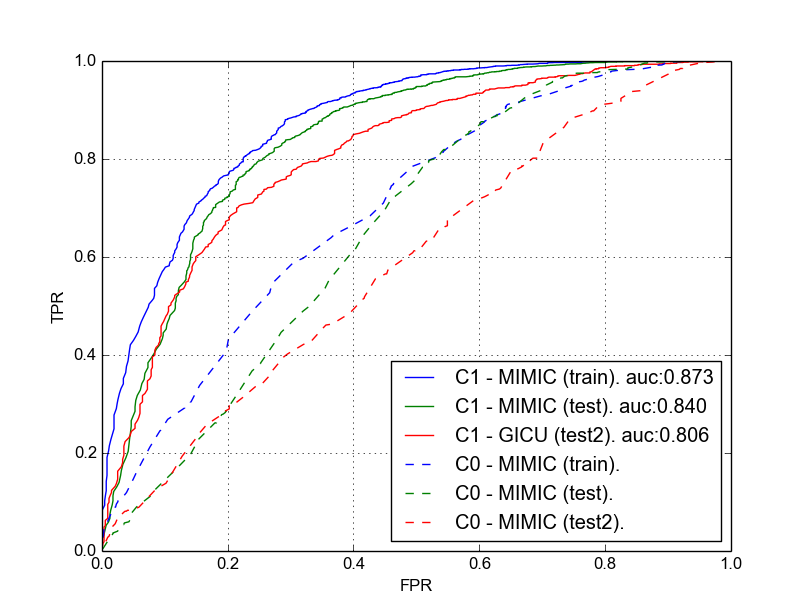 1.0
0.8
0.6
0.4
0.2
0.0
TPR
C1 - MIMIC (train). auc:0.873
C1 - MIMIC (test). auc:0.840
C1 - GICU (test2). auc:0.806
C0 - MIMIC (train).
C0 - MIMIC (test).
C0 - MIMIC (test2).
0.0 0.2 0.4 0.6 0.8 1.0
FPR